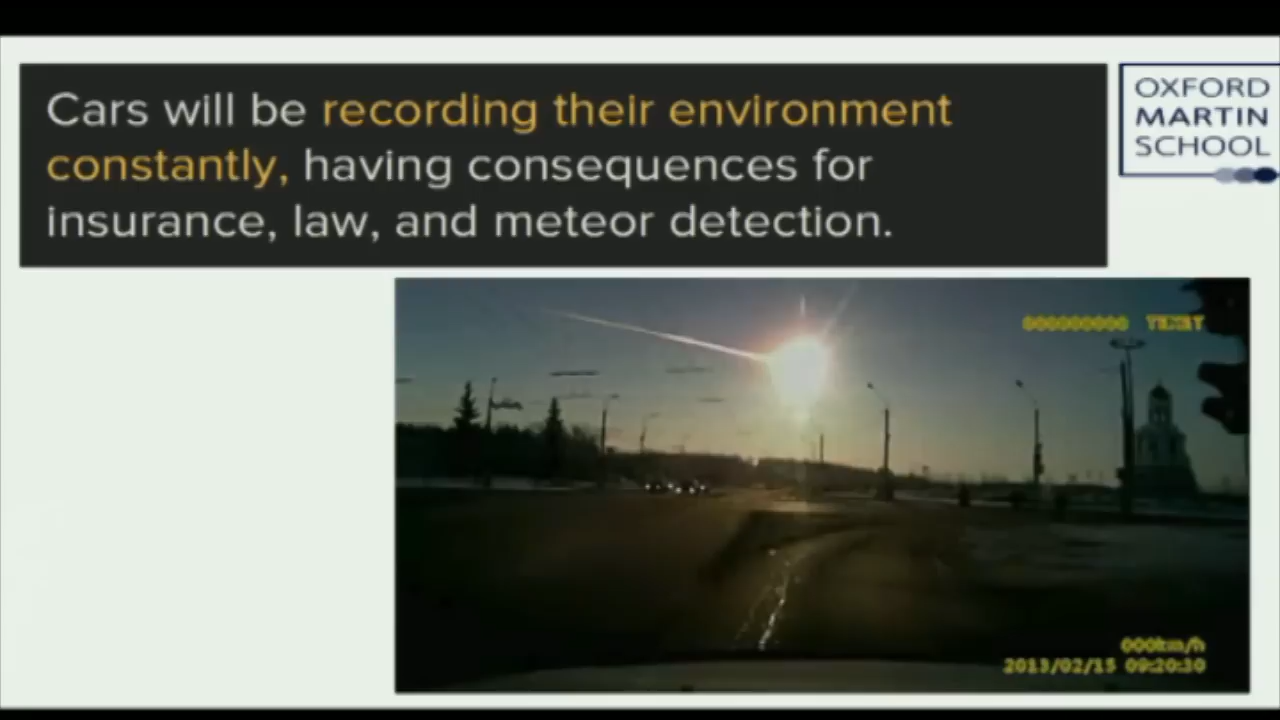 Cars will be recording their environment
constantly, having consequences for
insurance, law, and meteor detection.
OXFORD
MARTIN
SCHOOL
000km/h
2013/02/15 09:20:30